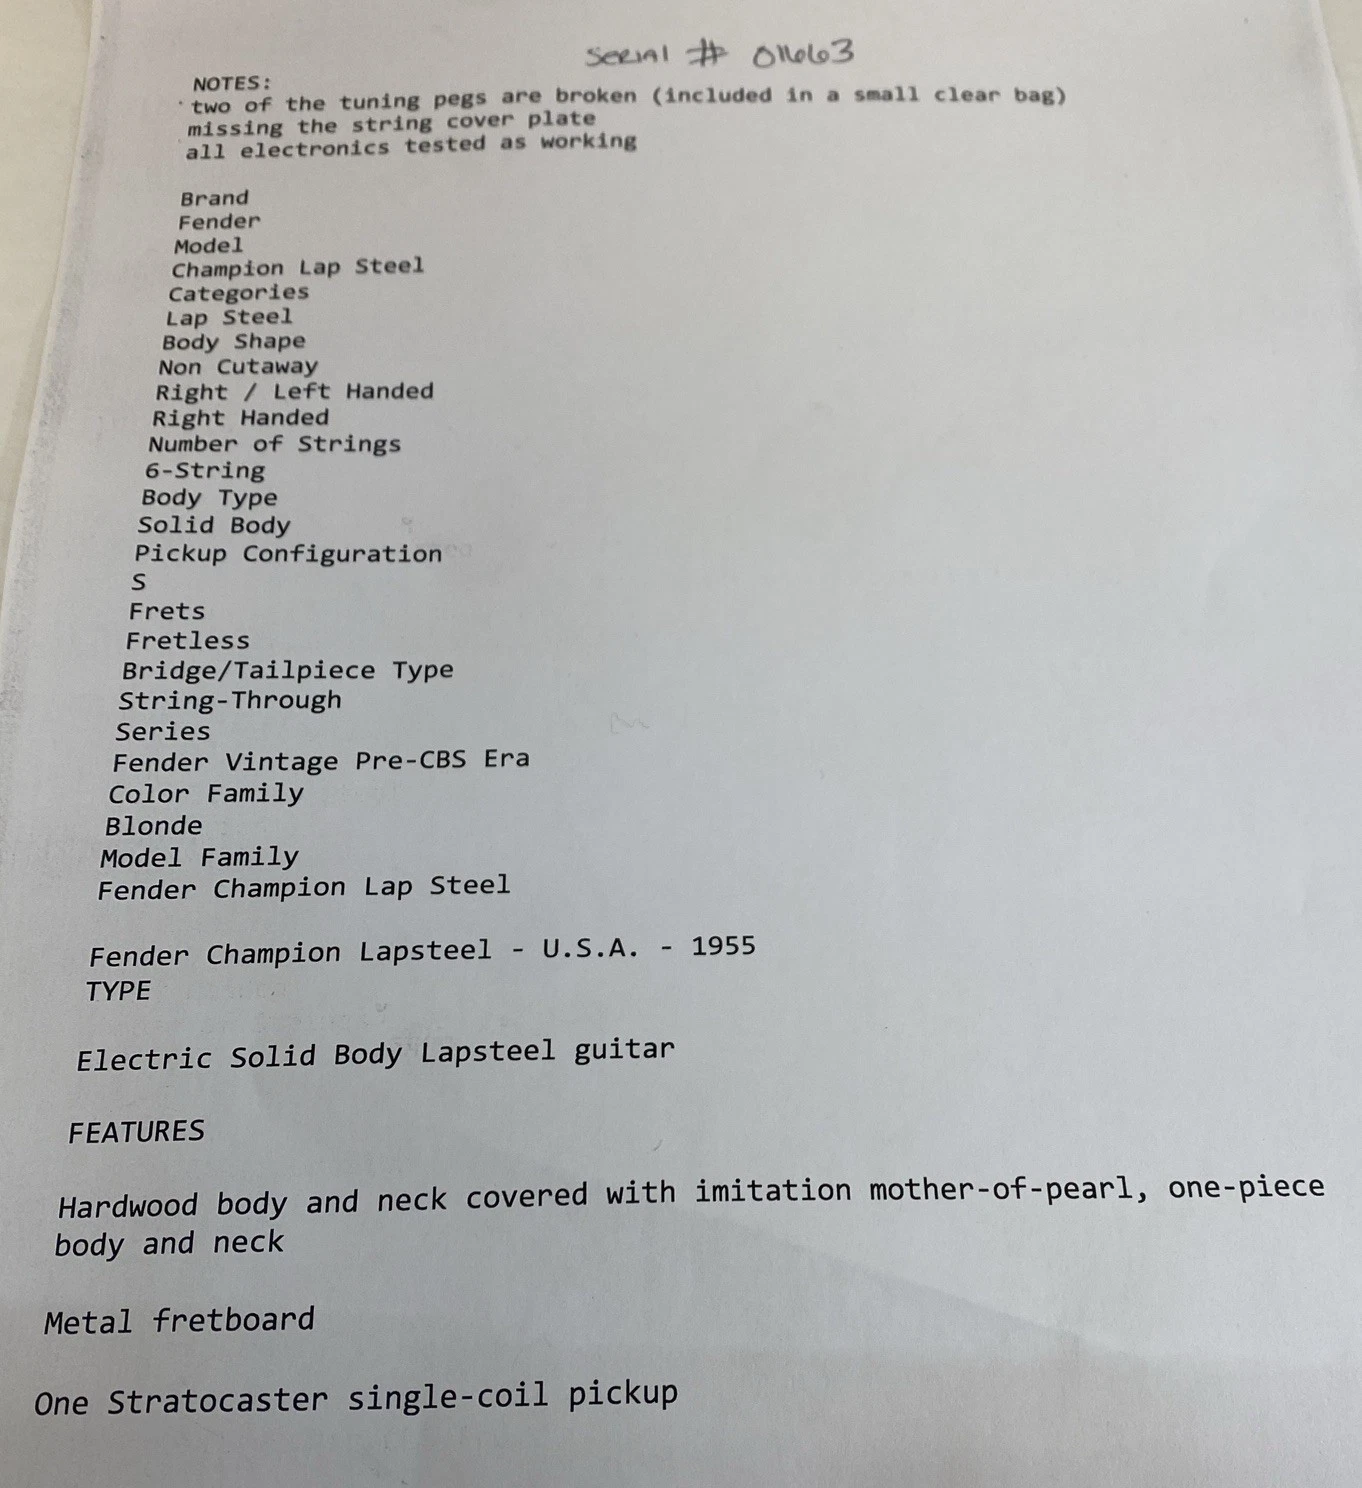 Serial # 01663
NOTES:
two of the tuning pegs are broken (included in a small clear bag)
missing the string cover plate
all electronics tested as working
Brand
Fender
Model
Champion Lap Steel
Categories
Lap Steel
Body Shape
Non Cutaway
Right / Left Handed
Right Handed
Number of Strings
6-String
Body Type
Solid Body
Pickup Configuration
S
Frets
Fretless
Bridge/Tailpiece Type
String-Through
Series
Fender Vintage Pre-CBS Era
Color Family
Blonde
Model Family
Fender Champion Lap Steel
Fender Champion Lapsteel - U.S.A. - 1955
TYPE
Electric Solid Body Lapsteel guitar
FEATURES
Hardwood body and neck covered with imitation mother-of-pearl, one-piece
body and neck
Metal fretboard
One Stratocaster single-coil pickup